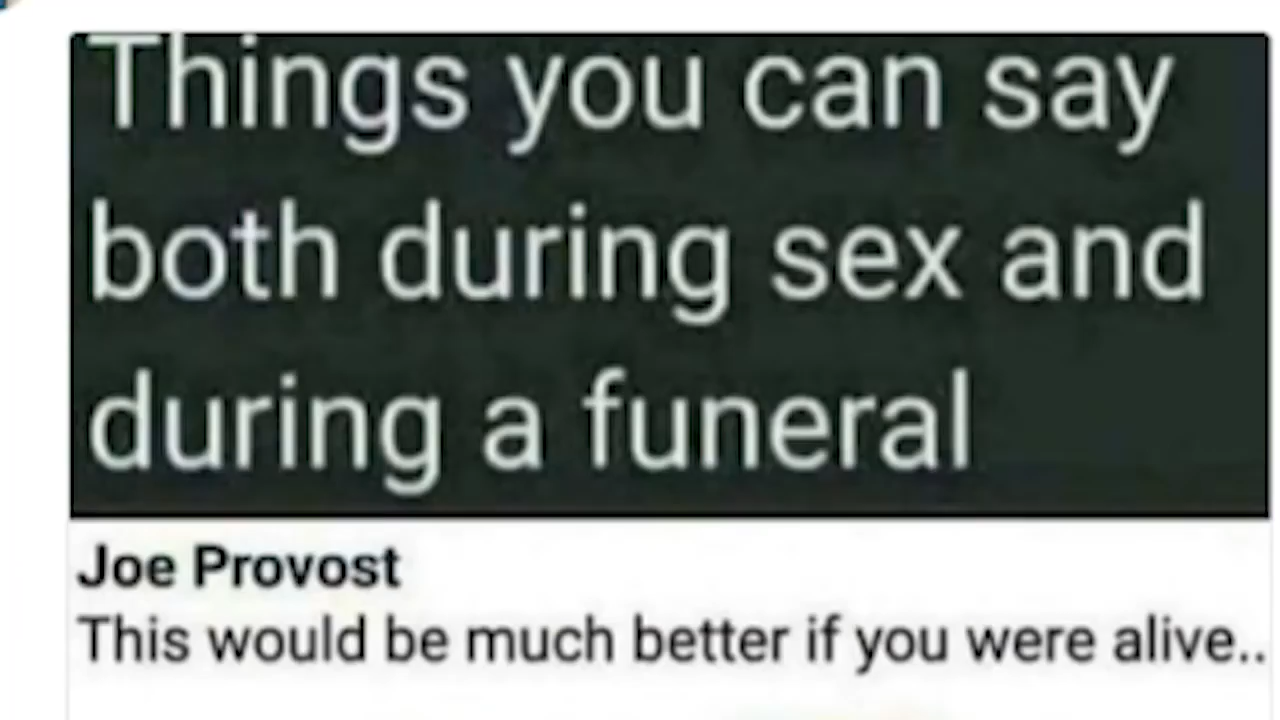 Things you can say
both during sex and
during a funeral
Joe Provost
This would be much better if you were alive..